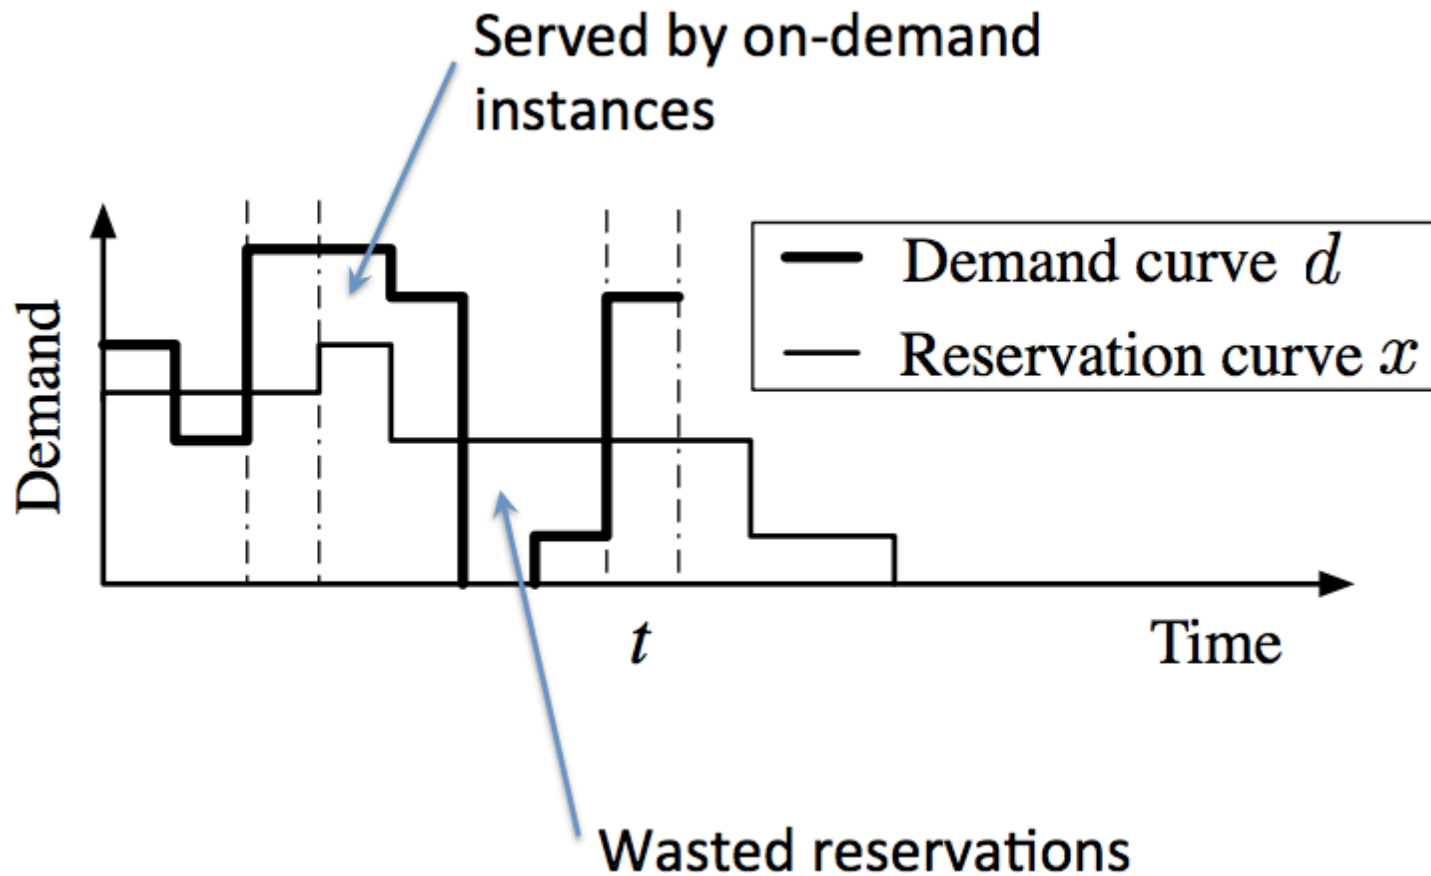 Served by on-demand
instances
Demand
Demand curve d
Reservation curve x
t
Time
Wasted reservations